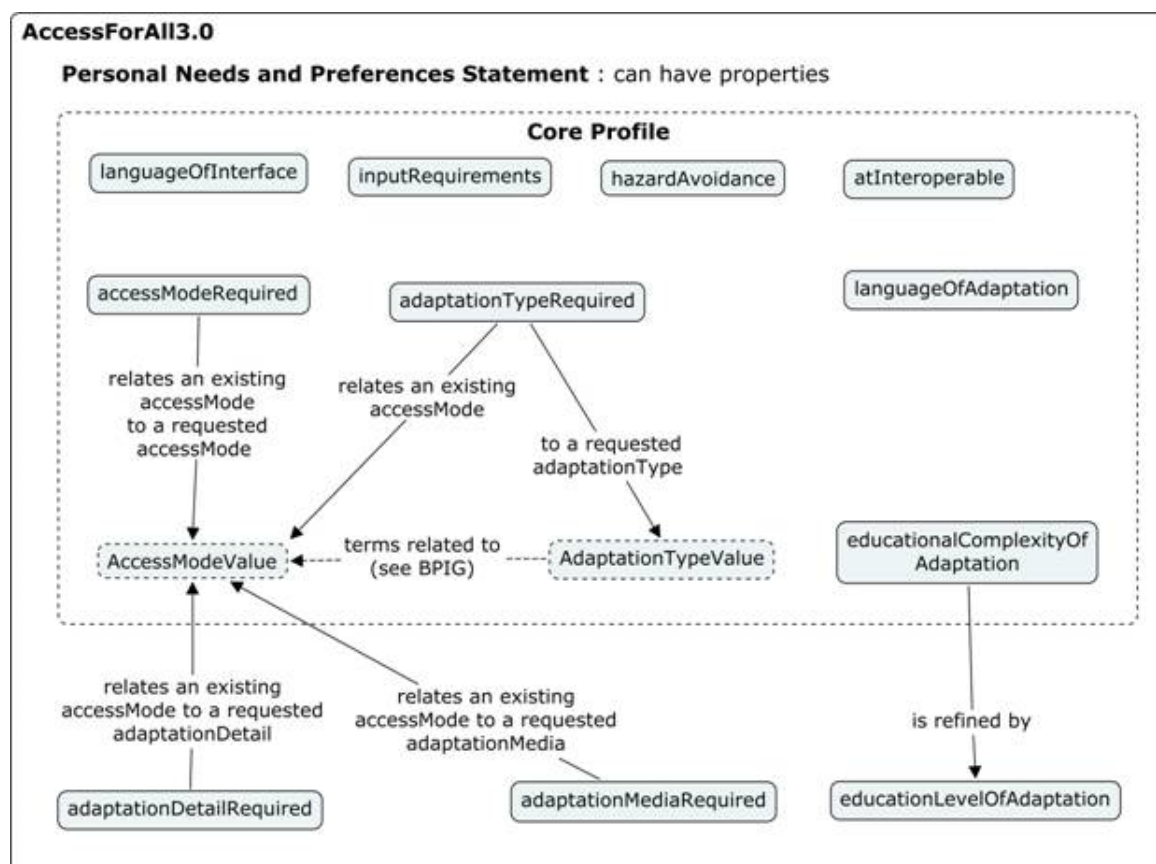 AccessForAll3.0
Personal Needs and Preferences Statement : can have properties
Core Profile
languageOfInterface
inputRequirements
hazardAvoidance
atInteroperable
accessModeRequired
adaptationTypeRequired
languageOfAdaptation
relates an existing
accessMode
to a requested
accessMode
relates an existing
accessMode
to a requested
adaptationType
AccessModeValue
terms related to
(see BPIG)
AdaptationTypeValue
educationalComplexityOf
Adaptation
relates an existing
accessMode to a requested
adaptationDetail
relates an existing
accessMode to a requested
adaptationMedia
is refined by
adaptationDetailRequired
adaptationMediaRequired
educationLevelOfAdaptation